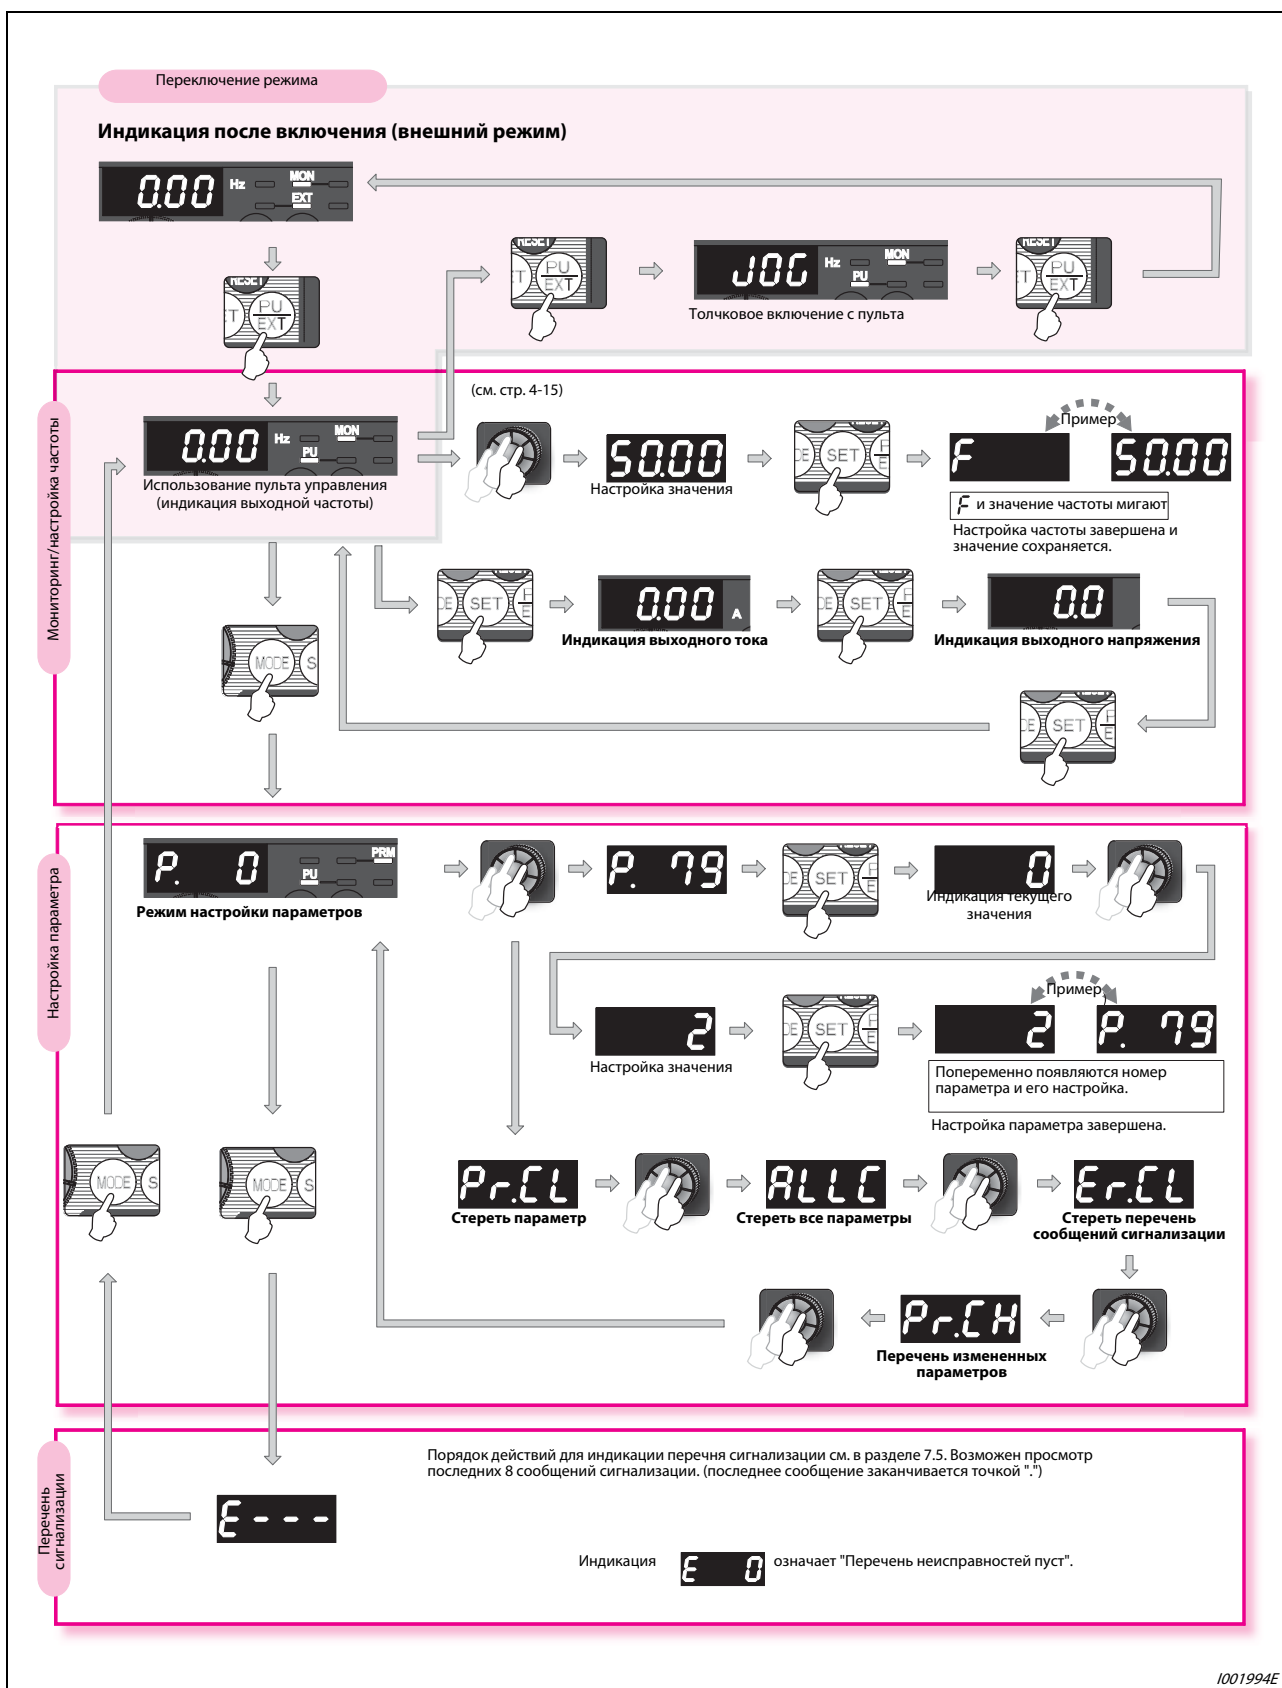 Переключение режима
Индикация после включения (внешний режим)
0.00 Hz MON EXT
RESET
PU
EXT
RESET
PU
EXT
JOG Hz MON PU
Толчковое включение с пульта
RESET
PU
EXT
Мониторинг/настройка частоты
(см. стр. 4-15)
0.00 Hz MON PU
Использование пульта управления
(индикация выходной частоты)
50.00
Настройка значения
SET
Пример
F 50.00
F и значение частоты мигают
Настройка частоты завершена и
значение сохраняется.
SET
0.00 A
Индикация выходного тока
SET
0.0
Индикация выходного напряжения
MODE S
SET
Настройка параметра
P. 0 PRM PU
Режим настройки параметров
P. 79
SET
0
Индикация текущего
значения
2
Настройка значения
SET
Пример
2 P. 79
Попеременно появляются номер
параметра и его настройка.
Настройка параметра завершена.
MODE S
MODE S
Pr.CL
Стереть параметр
ALLC
Стереть все параметры
Er.CL
Стереть перечень
сообщений сигнализации
Pr.CH
Перечень измененных
параметров
Перечень
сигнализации
Порядок действий для индикации перечня сигнализации см. в разделе 7.5. Возможен просмотр
последних 8 сообщений сигнализации. (последнее сообщение заканчивается точкой ".")
E---
Индикация E 0 означает "Перечень неисправностей пуст".
I001994E